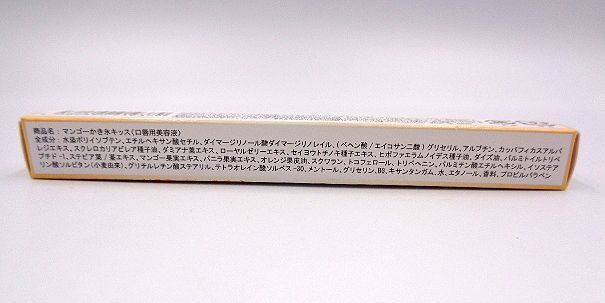 商品名：マンゴーかき氷キッス(口唇用美容液)
全成分：水添ポリイソブテン、エチルヘキサン酸セチル、ダイマージリノール酸ダイマージリノレイル、(ベヘン酸/エイコサン二酸)グリセリル、アルブチン、カッパフィカスアルバ
レジエキス、スクレロカリアビレア種子油、ダミアナ葉エキス、ローヤルゼリーエキス、セイヨウトチノキ種子エキス、ヒポファエラムノイデス種子油、ダイズ油、パルミトイルトリペ
プチド-1、ステビア葉/茎エキス、マンゴー果実エキス、バニラ果実エキス、オレンジ果皮油、スクワラン、トコフェロール、トリベヘニン、パルミチン酸エチルヘキシル、イソステア
リン酸ソルビタン(小麦由来)、グリチルレチン酸ステアリル、テトラオレイン酸ソルベス-30、メントール、グリセリン、BG、キサンタンガム、水、エタノール、香料、プロピルパラベン